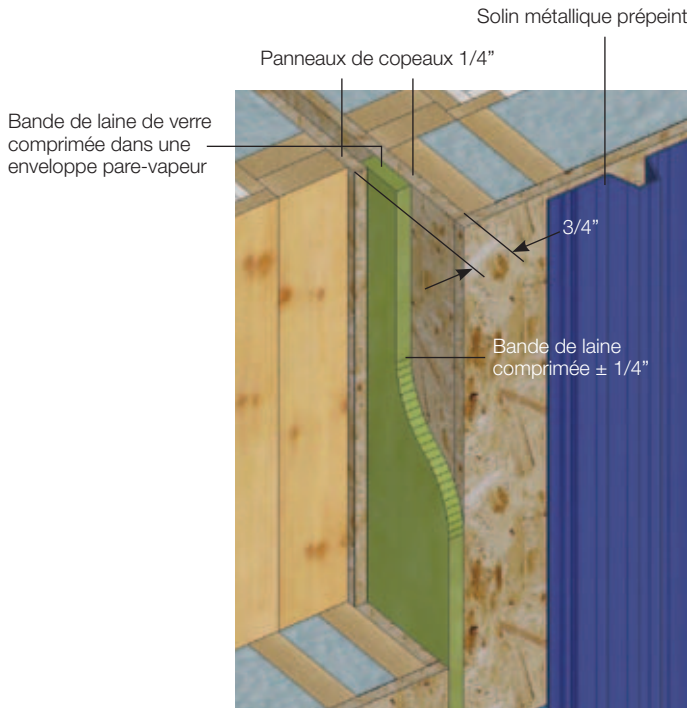 Solin métallique prépeint
Panneaux de copeaux 1/4”
Bande de laine de verre
comprimée dans une
enveloppe pare-vapeur
3/4”
Bande de laine
comprimée ± 1/4”